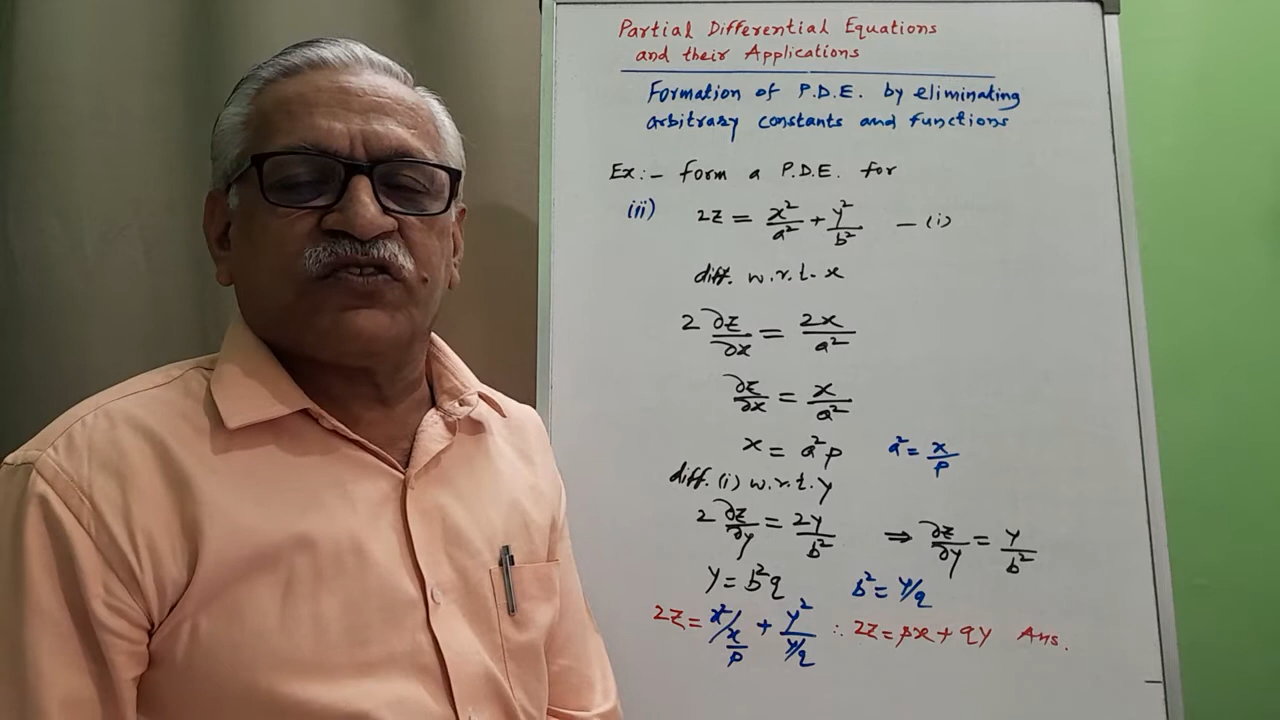 Partial Differential Equations
and their Applications
Formation of P.D.E. by eliminating
arbitrary constants and functions
Ex:- form a P.D.E. for
(iii) 2z = x²/a² + y²/b² — (i)
diff. w.r.t. x
2 ∂z/∂x = 2x/a²
∂z/∂x = x/a²
x = a²p a² = x/p
diff. (i) w.r.t. y
2 ∂z/∂y = 2y/b² ⇒ ∂z/∂y = y/b²
y = b²q b² = y/q
2z = x²/(x/p) + y²/(y/q) ∴ 2z = px + qy Ans.